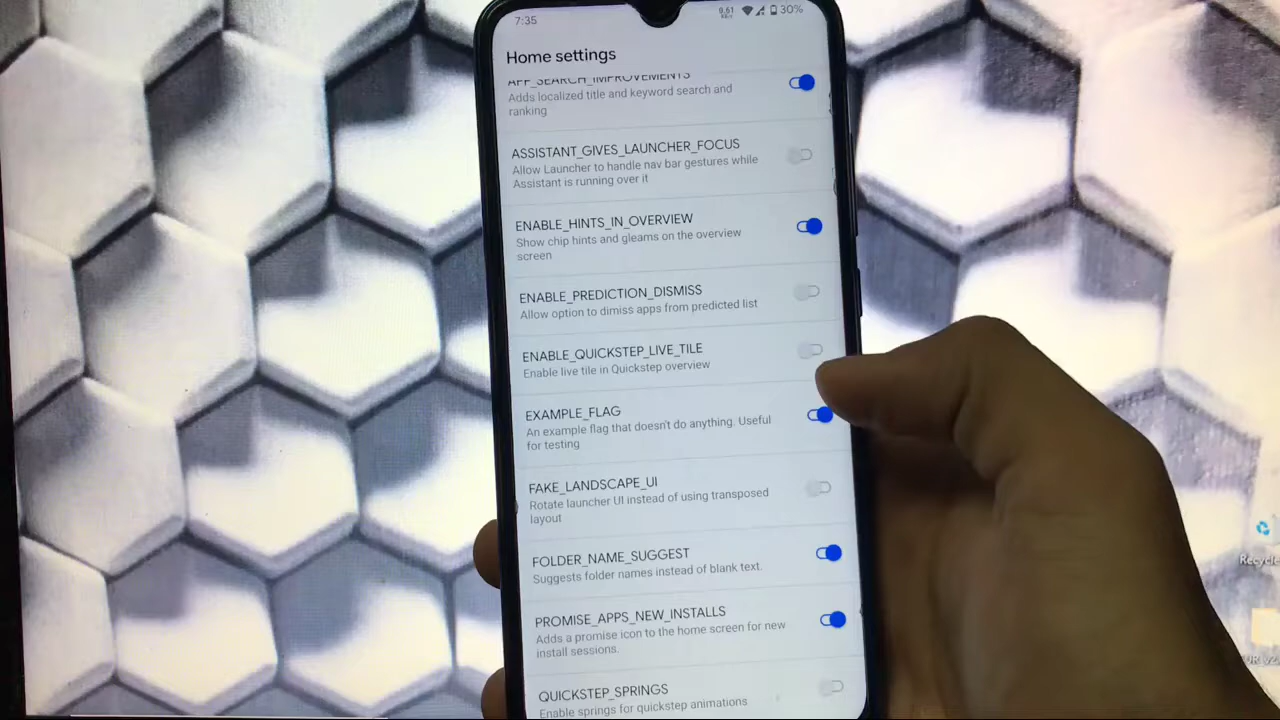 7:35
0.61
30%
Home settings
APP_SEARCH_IMPROVEMENTS
Adds localized title and keyword search and
ranking
ASSISTANT_GIVES_LAUNCHER_FOCUS
Allow Launcher to handle nav bar gestures while
Assistant is running over it
ENABLE_HINTS_IN_OVERVIEW
Show chip hints and gleams on the overview
screen
ENABLE_PREDICTION_DISMISS
Allow option to dimiss apps from predicted list
ENABLE_QUICKSTEP_LIVE_TILE
Enable live tile in Quickstep overview
EXAMPLE_FLAG
An example flag that doesn't do anything. Useful
for testing
FAKE_LANDSCAPE_UI
Rotate launcher UI instead of using transposed
layout
FOLDER_NAME_SUGGEST
Suggests folder names instead of blank text.
PROMISE_APPS_NEW_INSTALLS
Adds a promise icon to the home screen for new
install sessions.
QUICKSTEP_SPRINGS
Enable springs for quickstep animations
Recycle